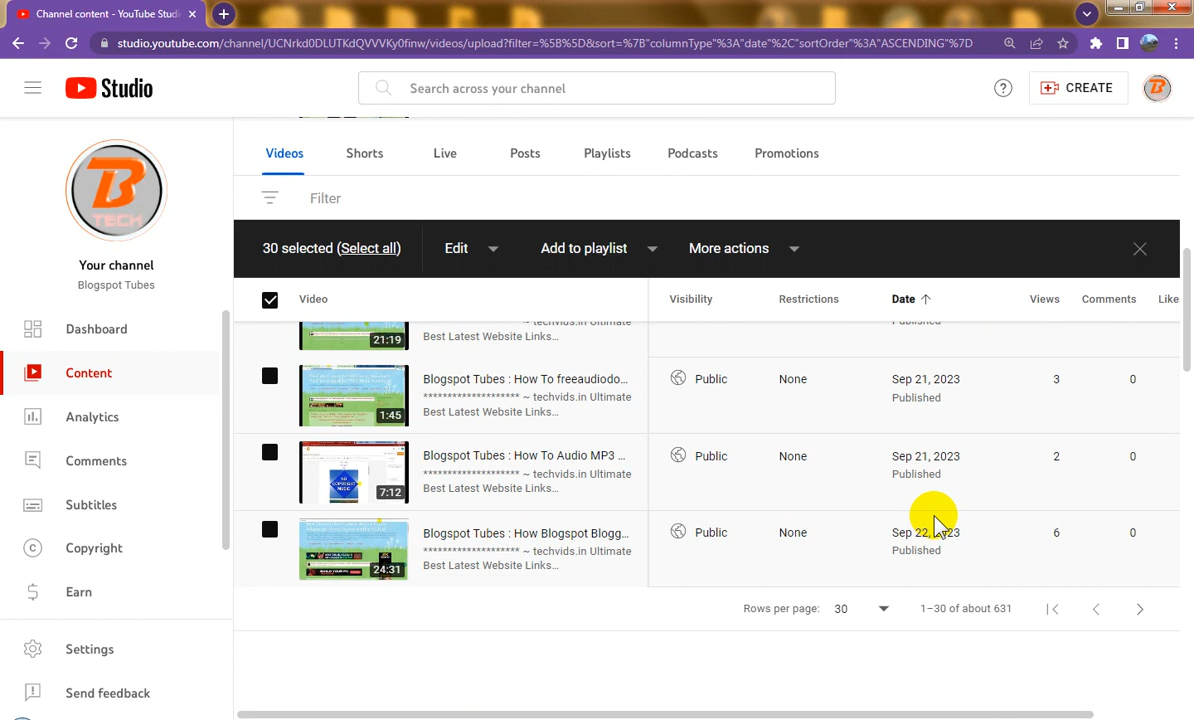 Channel content - YouTube Studi
studio.youtube.com/channel/UCNrkd0DLUTKdQVVVKy0finw/videos/upload?filter=%5B%5D&sort=%7B"columnType"%3A"date"%2C"sortOrder"%3A"ASCENDING"%7D
Studio
Search across your channel
CREATE
B
TECH
Your channel
Blogspot Tubes
Dashboard
Content
Analytics
Comments
Subtitles
Copyright
Earn
Settings
Send feedback
Videos Shorts Live Posts Playlists Podcasts Promotions
Filter
30 selected (Select all) Edit Add to playlist More actions
Video Visibility Restrictions Date Views Comments Like
21:19
~ techvids.in Ultimate
Best Latest Website Links...
Published
1:45
Blogspot Tubes : How To freeaudiodo...
******************** ~ techvids.in Ultimate
Best Latest Website Links...
Public None Sep 21, 2023 3 0
Published
7:12
Blogspot Tubes : How To Audio MP3 ...
******************** ~ techvids.in Ultimate
Best Latest Website Links...
Public None Sep 21, 2023 2 0
Published
24:31
Blogspot Tubes : How Blogspot Blogg...
******************** ~ techvids.in Ultimate
Best Latest Website Links...
Public None Sep 22, 2023 6 0
Published
Rows per page: 30 1–30 of about 631